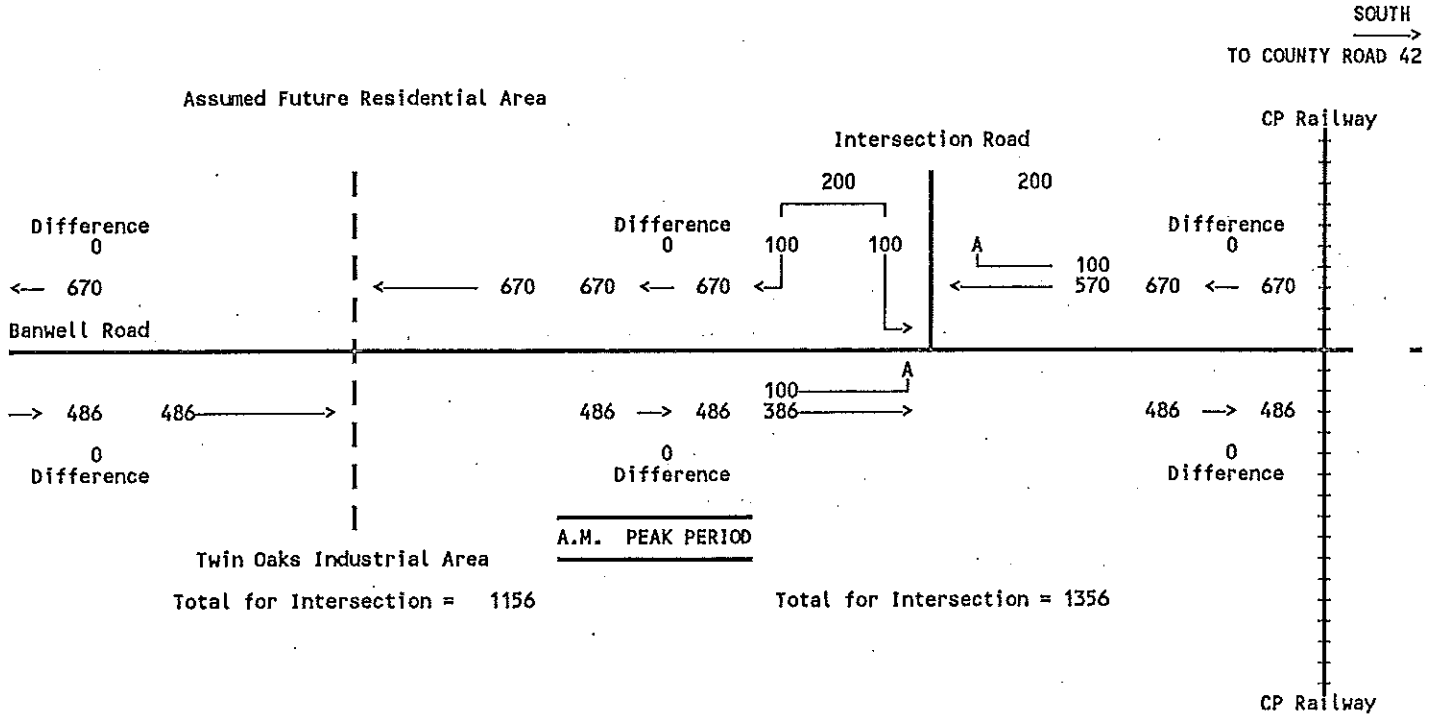 SOUTH
TO COUNTY ROAD 42
Assumed Future Residential Area
CP Railway
Intersection Road
200 200
Difference Difference Difference
0 0 100 100 A 0
100
670 670 670 670 570 670 670
Banwell Road
A
100
486 486 486 486 386 486 486
0 0 0
Difference Difference Difference
A.M. PEAK PERIOD
Twin Oaks Industrial Area
Total for Intersection = 1156 Total for Intersection = 1356
CP Railway